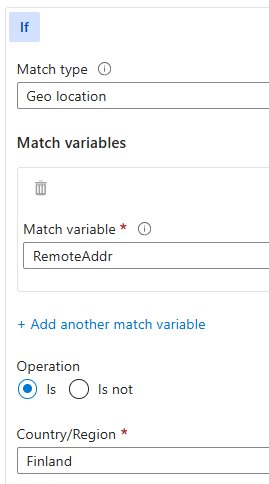 If
Match type
Geo location
Match variables
Match variable *
RemoteAddr
+ Add another match variable
Operation
Is Is not
Country/Region *
Finland